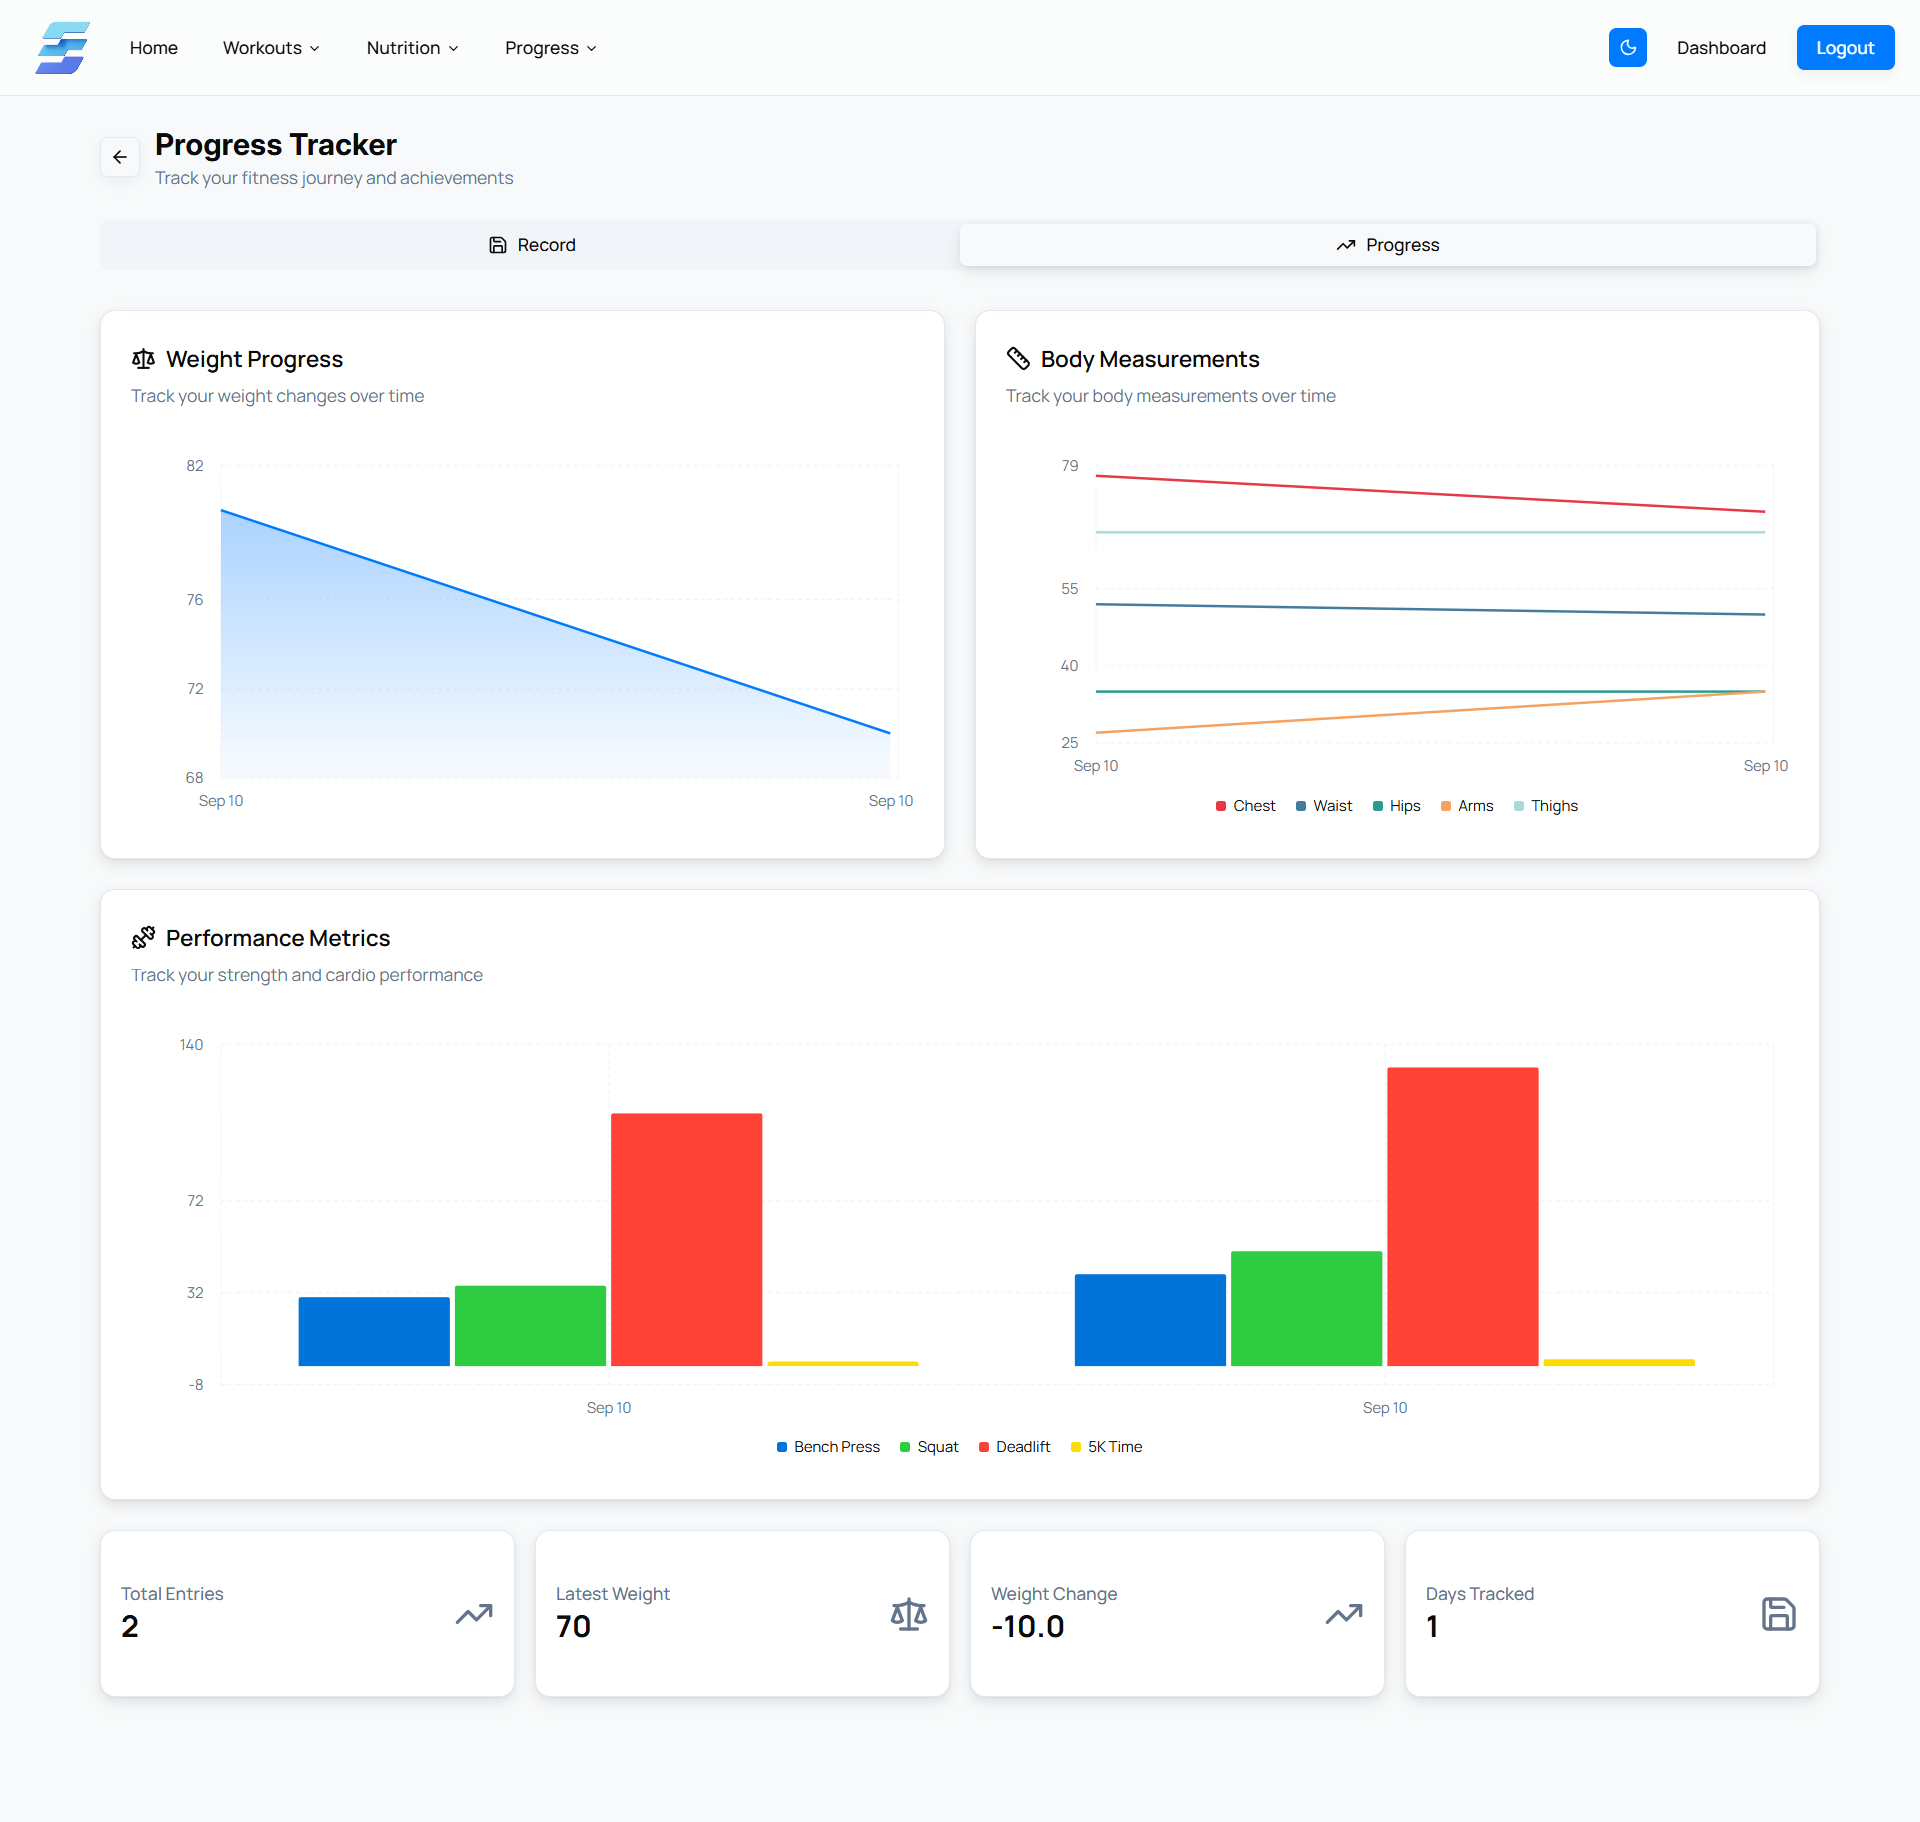 Home
Workouts
Nutrition
Progress
Dashboard
Logout
Progress Tracker
Track your fitness journey and achievements
Record
Progress
Weight Progress
Track your weight changes over time
82
76
72
68
Sep 10
Sep 10
Body Measurements
Track your body measurements over time
79
55
40
25
Sep 10
Sep 10
Chest
Waist
Hips
Arms
Thighs
Performance Metrics
Track your strength and cardio performance
140
72
32
-8
Sep 10
Sep 10
Bench Press
Squat
Deadlift
5K Time
Total Entries
2
Latest Weight
70
Weight Change
-10.0
Days Tracked
1